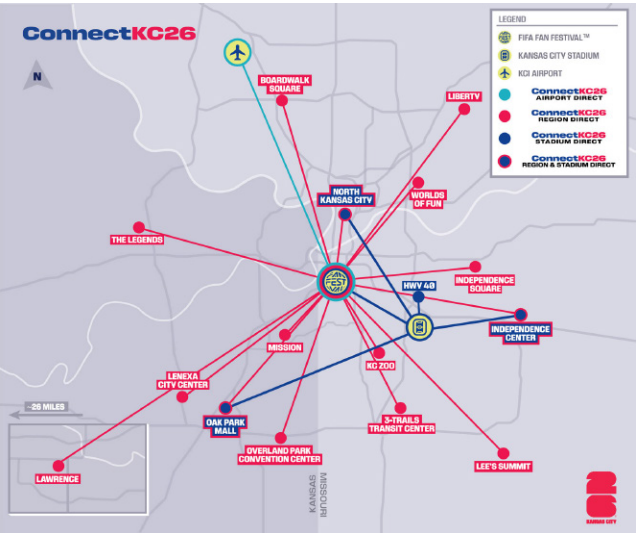 ConnectKC26
N
LEGEND
FIFA FAN FESTIVAL™
KANSAS CITY STADIUM
KCI AIRPORT
ConnectKC26
AIRPORT DIRECT
ConnectKC26
REGION DIRECT
ConnectKC26
STADIUM DIRECT
ConnectKC26
REGION & STADIUM DIRECT
BOARDWALK
SQUARE
LIBERTY
NORTH
KANSAS CITY
WORLDS
OF FUN
THE LEGENDS
FEST
HWY 40
INDEPENDENCE
SQUARE
INDEPENDENCE
CENTER
MISSION
KC ZOO
LENEXA
CITY CENTER
~26 MILES
OAK PARK
MALL
3-TRAILS
TRANSIT CENTER
OVERLAND PARK
CONVENTION CENTER
LEE'S SUMMIT
LAWRENCE
KANSAS
MISSOURI
26
KANSAS CITY